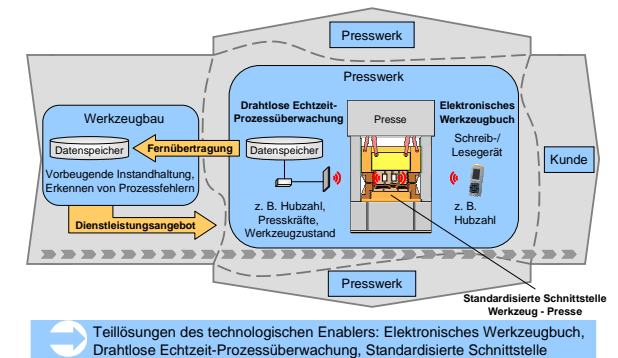 Presswerk
Presswerk
Werkzeugbau
Datenspeicher
Vorbeugende Instandhaltung,
Erkennen von Prozessfehlern
Fernübertragung
Dienstleistungsangebot
Drahtlose Echtzeit-
Prozessüberwachung
Datenspeicher
z. B. Hubzahl,
Presskräfte,
Werkzeugzustand
Presse
Elektronisches
Werkzeugbuch
Schreib-/
Lesegerät
z. B.
Hubzahl
Kunde
Presswerk
Standardisierte Schnittstelle
Werkzeug - Presse
Teillösungen des technologischen Enablers: Elektronisches Werkzeugbuch,
Drahtlose Echtzeit-Prozessüberwachung, Standardisierte Schnittstelle